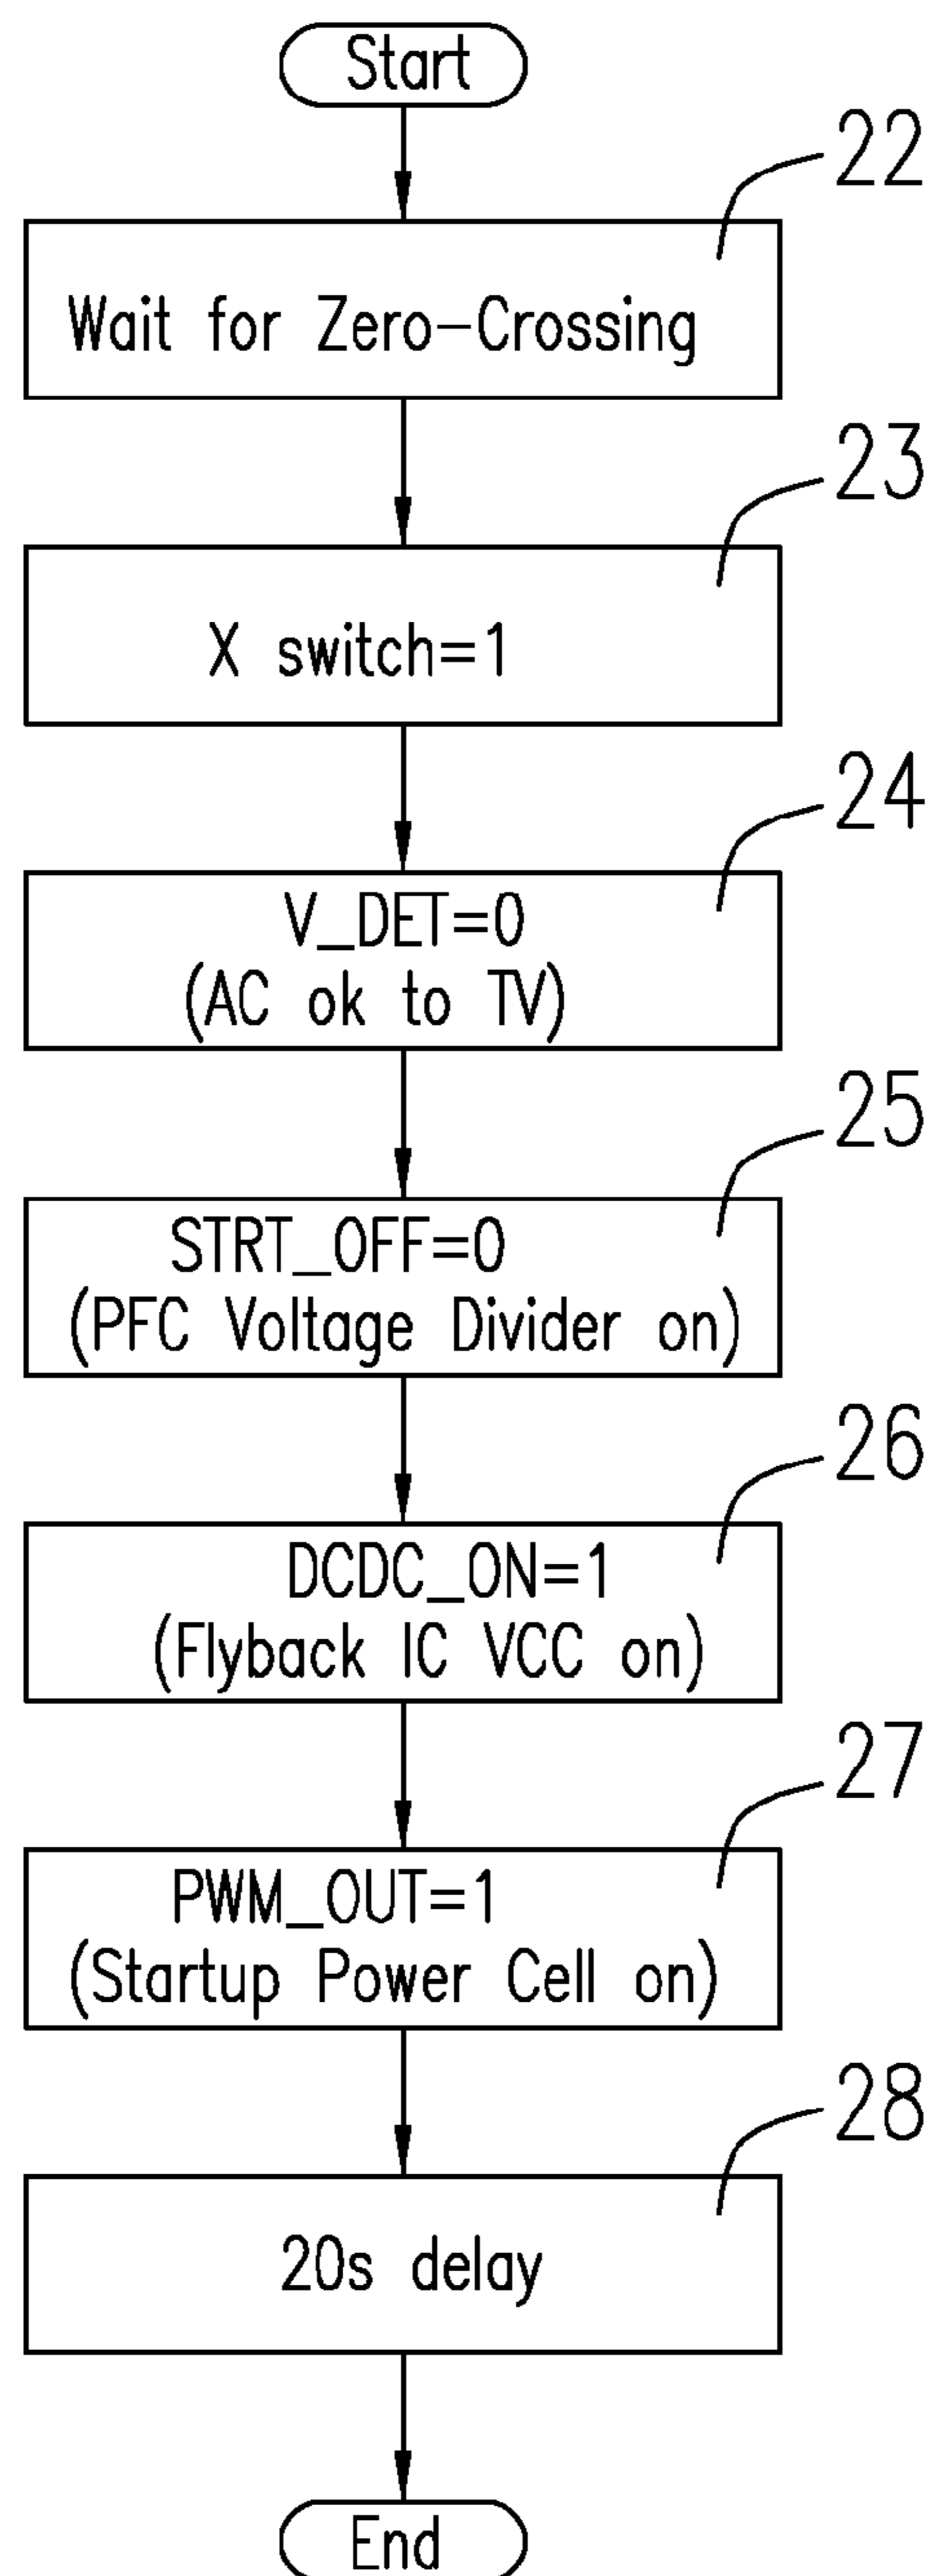 Start
22
Wait for Zero-Crossing
23
X switch=1
24
V_DET=0
(AC ok to TV)
25
STRT_OFF=0
(PFC Voltage Divider on)
26
DCDC_ON=1
(Flyback IC VCC on)
27
PWM_OUT=1
(Startup Power Cell on)
28
20s delay
End